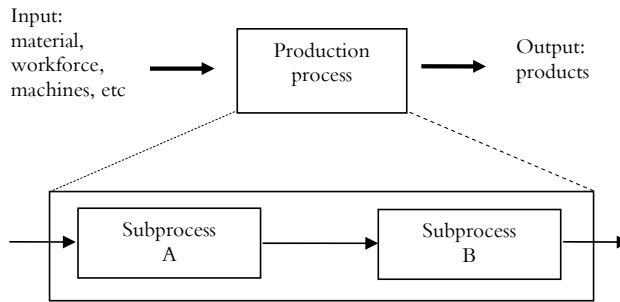 Input:
material,
workforce,
machines, etc
Production
process
Output:
products
Subprocess
A
Subprocess
B